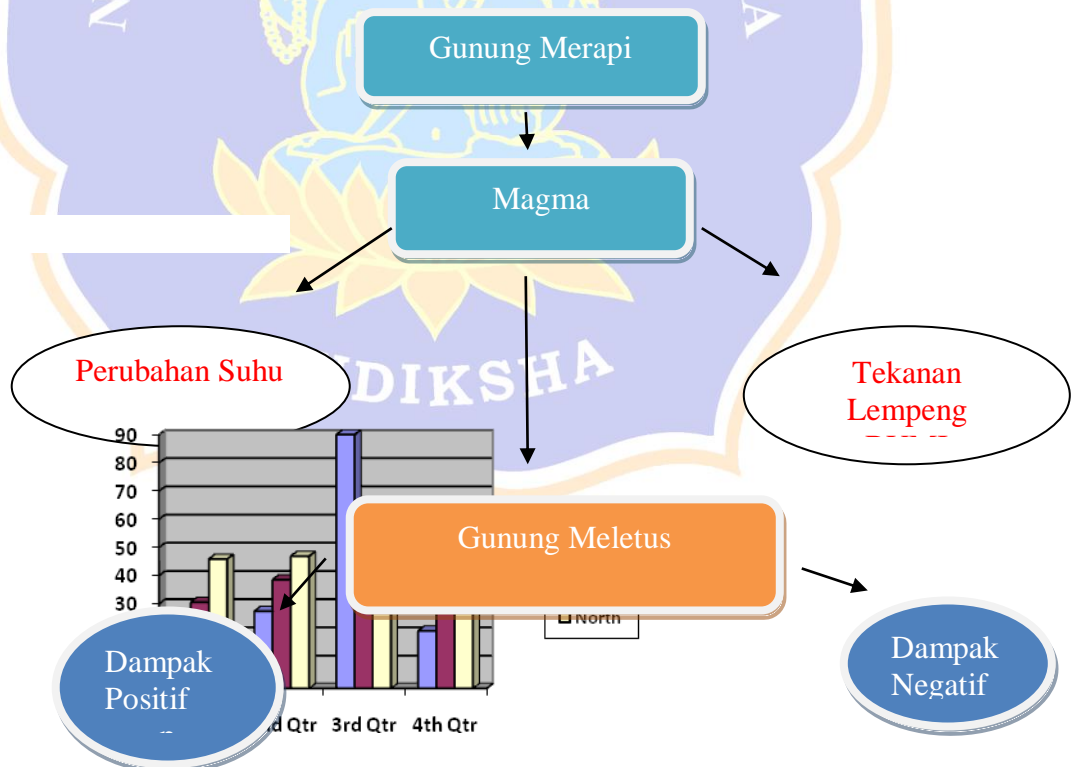 Gunung Merapi
Magma
Perubahan Suhu
Tekanan
Lempeng
DIKSHA
90
80
70
60
50
40
30
Gunung Meletus
North
Dampak
Positif
Dampak
Negatif
Qtr 3rd Qtr 4th Qtr